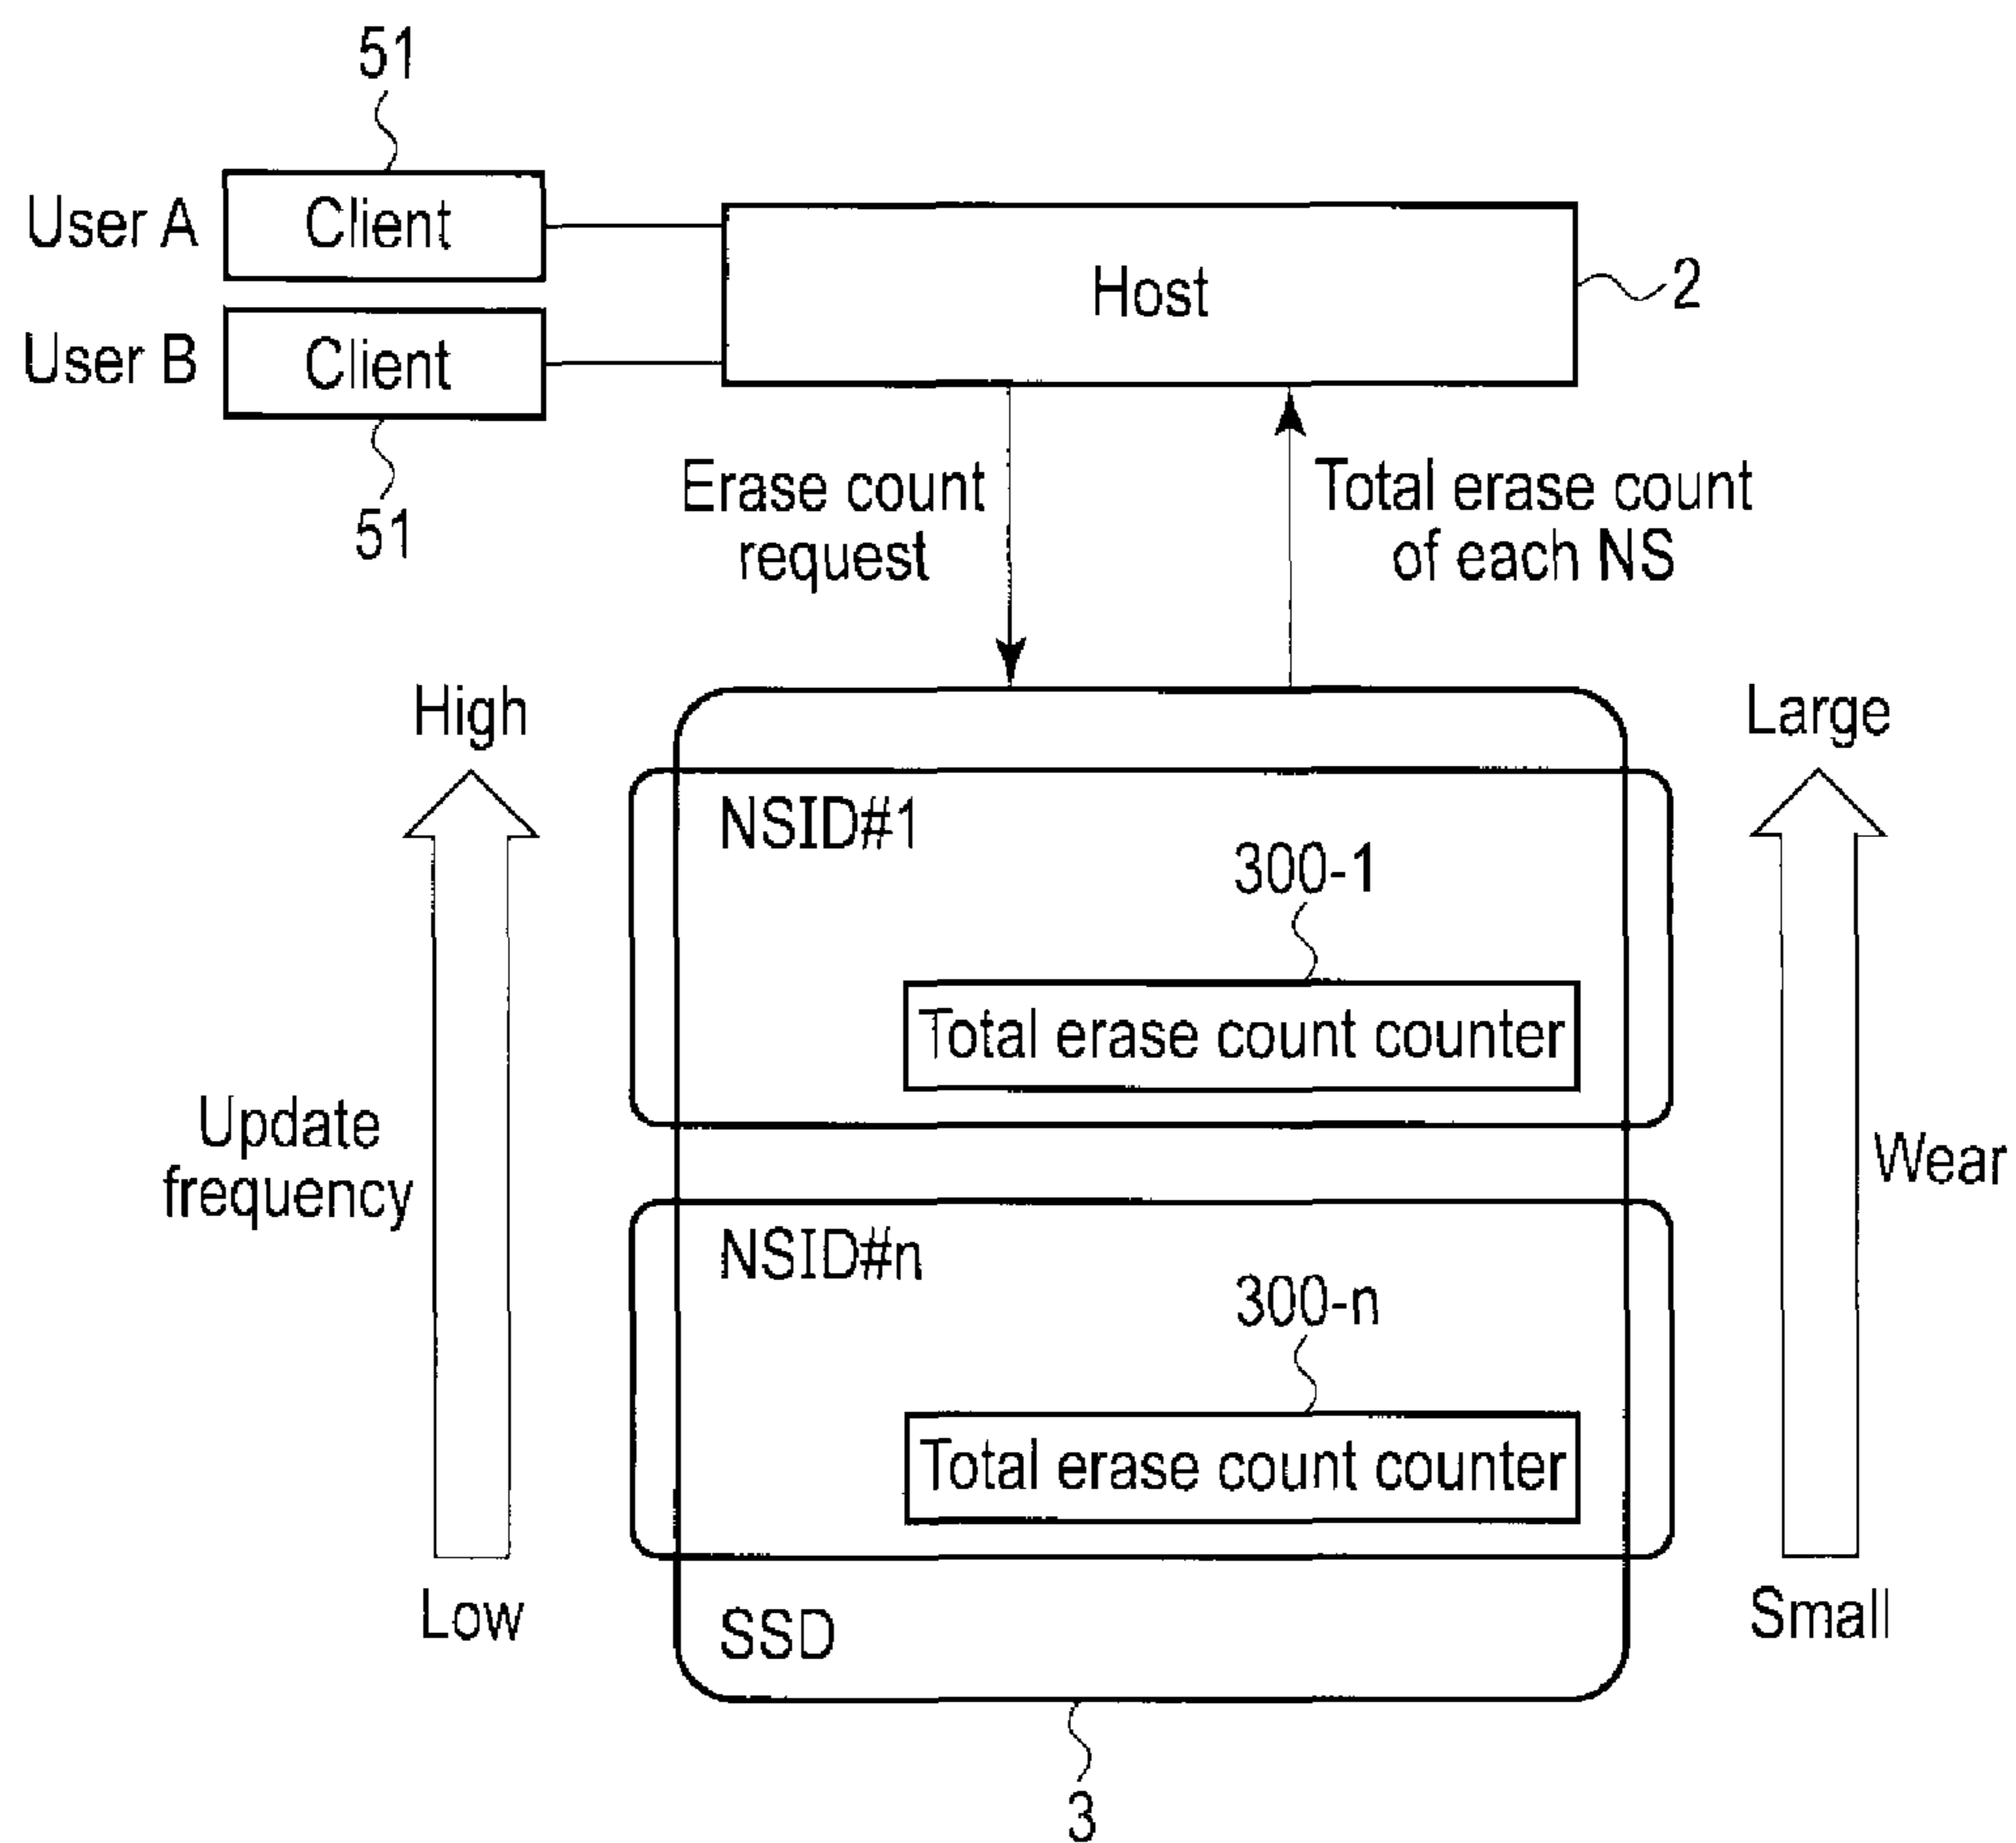 51
User A
Client
Host
2
User B
Client
51
Erase count
request
Total erase count
of each NS
High
Large
NSID#1
300-1
Total erase count counter
Update
frequency
Wear
NSID#n
300-n
Total erase count counter
Low
SSD
Small
3